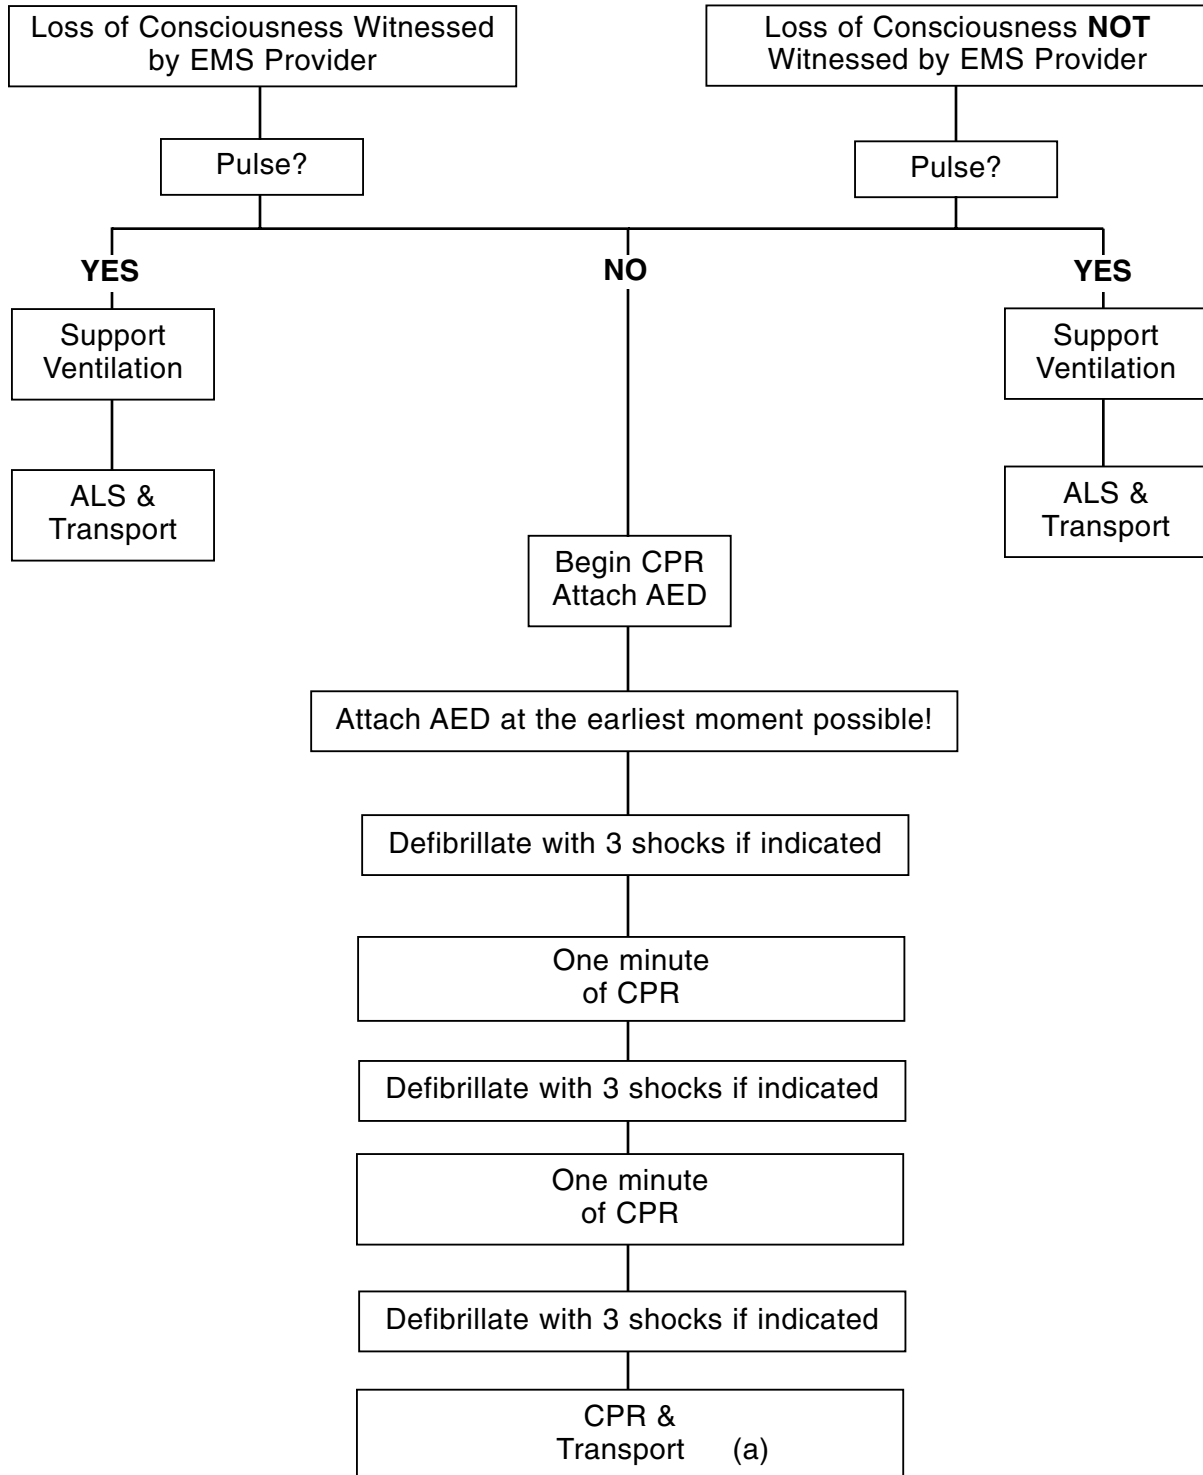 Loss of Consciousness Witnessed
by EMS Provider
Loss of Consciousness NOT
Witnessed by EMS Provider
Pulse?
Pulse?
YES
NO
YES
Support
Ventilation
Support
Ventilation
ALS &
Transport
ALS &
Transport
Begin CPR
Attach AED
Attach AED at the earliest moment possible!
Defibrillate with 3 shocks if indicated
One minute
of CPR
Defibrillate with 3 shocks if indicated
One minute
of CPR
Defibrillate with 3 shocks if indicated
CPR &
Transport (a)